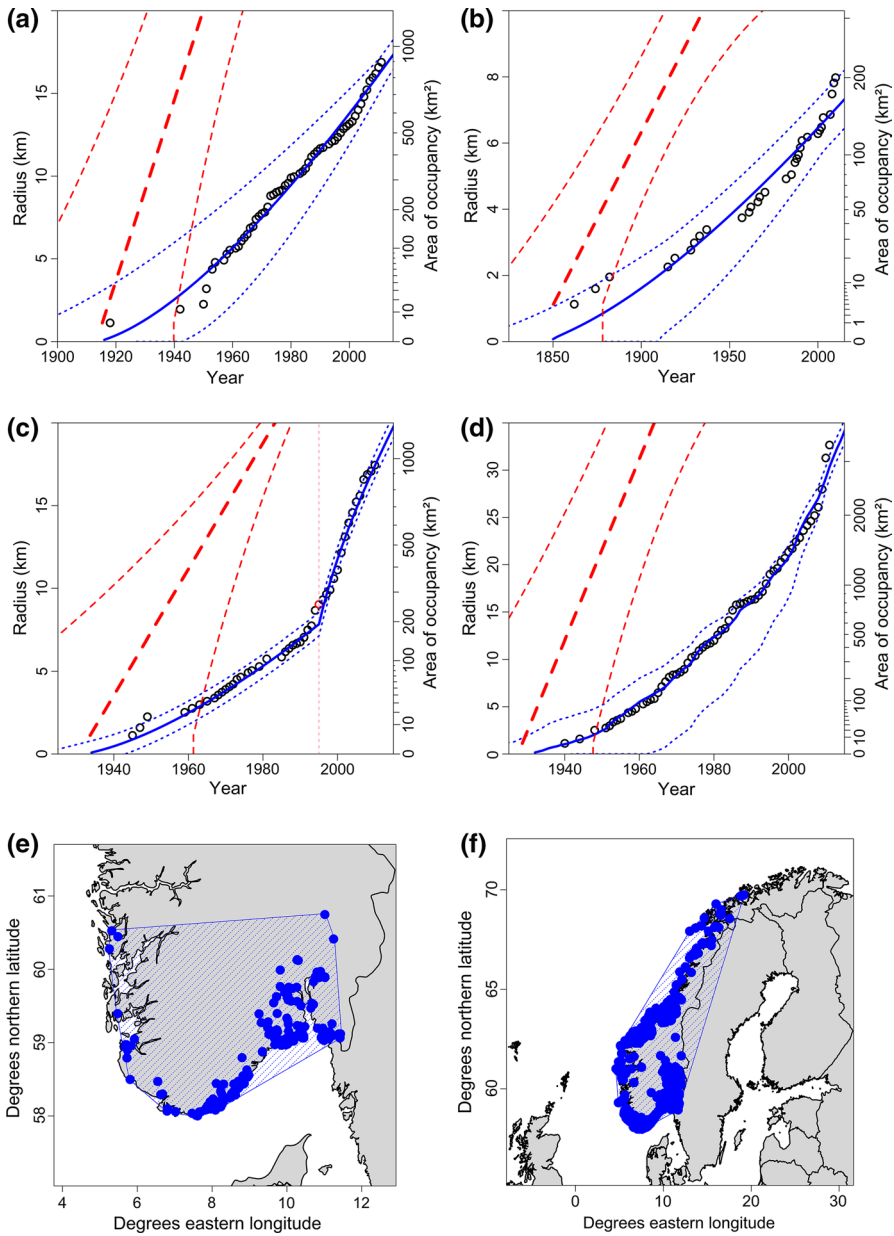 (a)
Radius (km)
0 5 10 15
Area of occupancy (km²)
0 10 100 200 500 1000
1900 1920 1940 1960 1980 2000
Year
(b)
Radius (km)
0 2 4 6 8
Area of occupancy (km²)
0 1 10 50 100 200
1850 1900 1950 2000
Year
(c)
Radius (km)
0 5 10 15
Area of occupancy (km²)
0 10 100 200 500 1000
1940 1960 1980 2000
Year
(d)
Radius (km)
0 5 10 15 20 25 30
Area of occupancy (km²)
0 10 100 500 1000 2000
1940 1960 1980 2000
Year
(e)
Degrees northern latitude
58 59 60 61
4 6 8 10 12
Degrees eastern longitude
(f)
Degrees northern latitude
60 65 70
0 10 20 30
Degrees eastern longitude